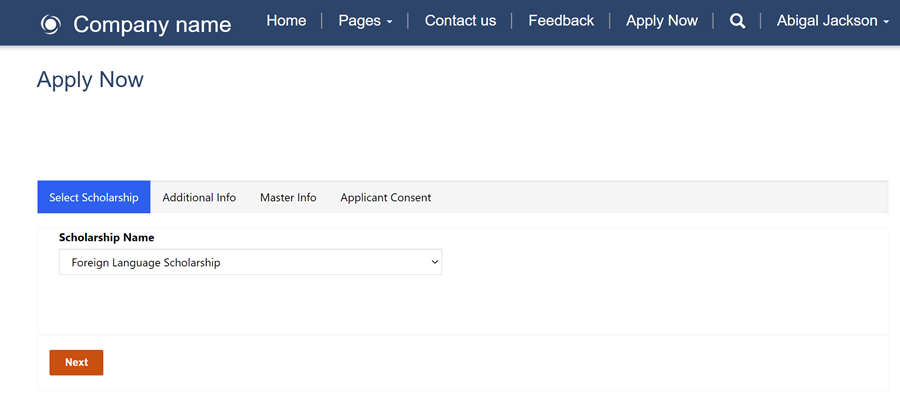 Company name Home Pages Contact us Feedback Apply Now Abigal Jackson
Apply Now
Select Scholarship Additional Info Master Info Applicant Consent
Scholarship Name
Foreign Language Scholarship
Next